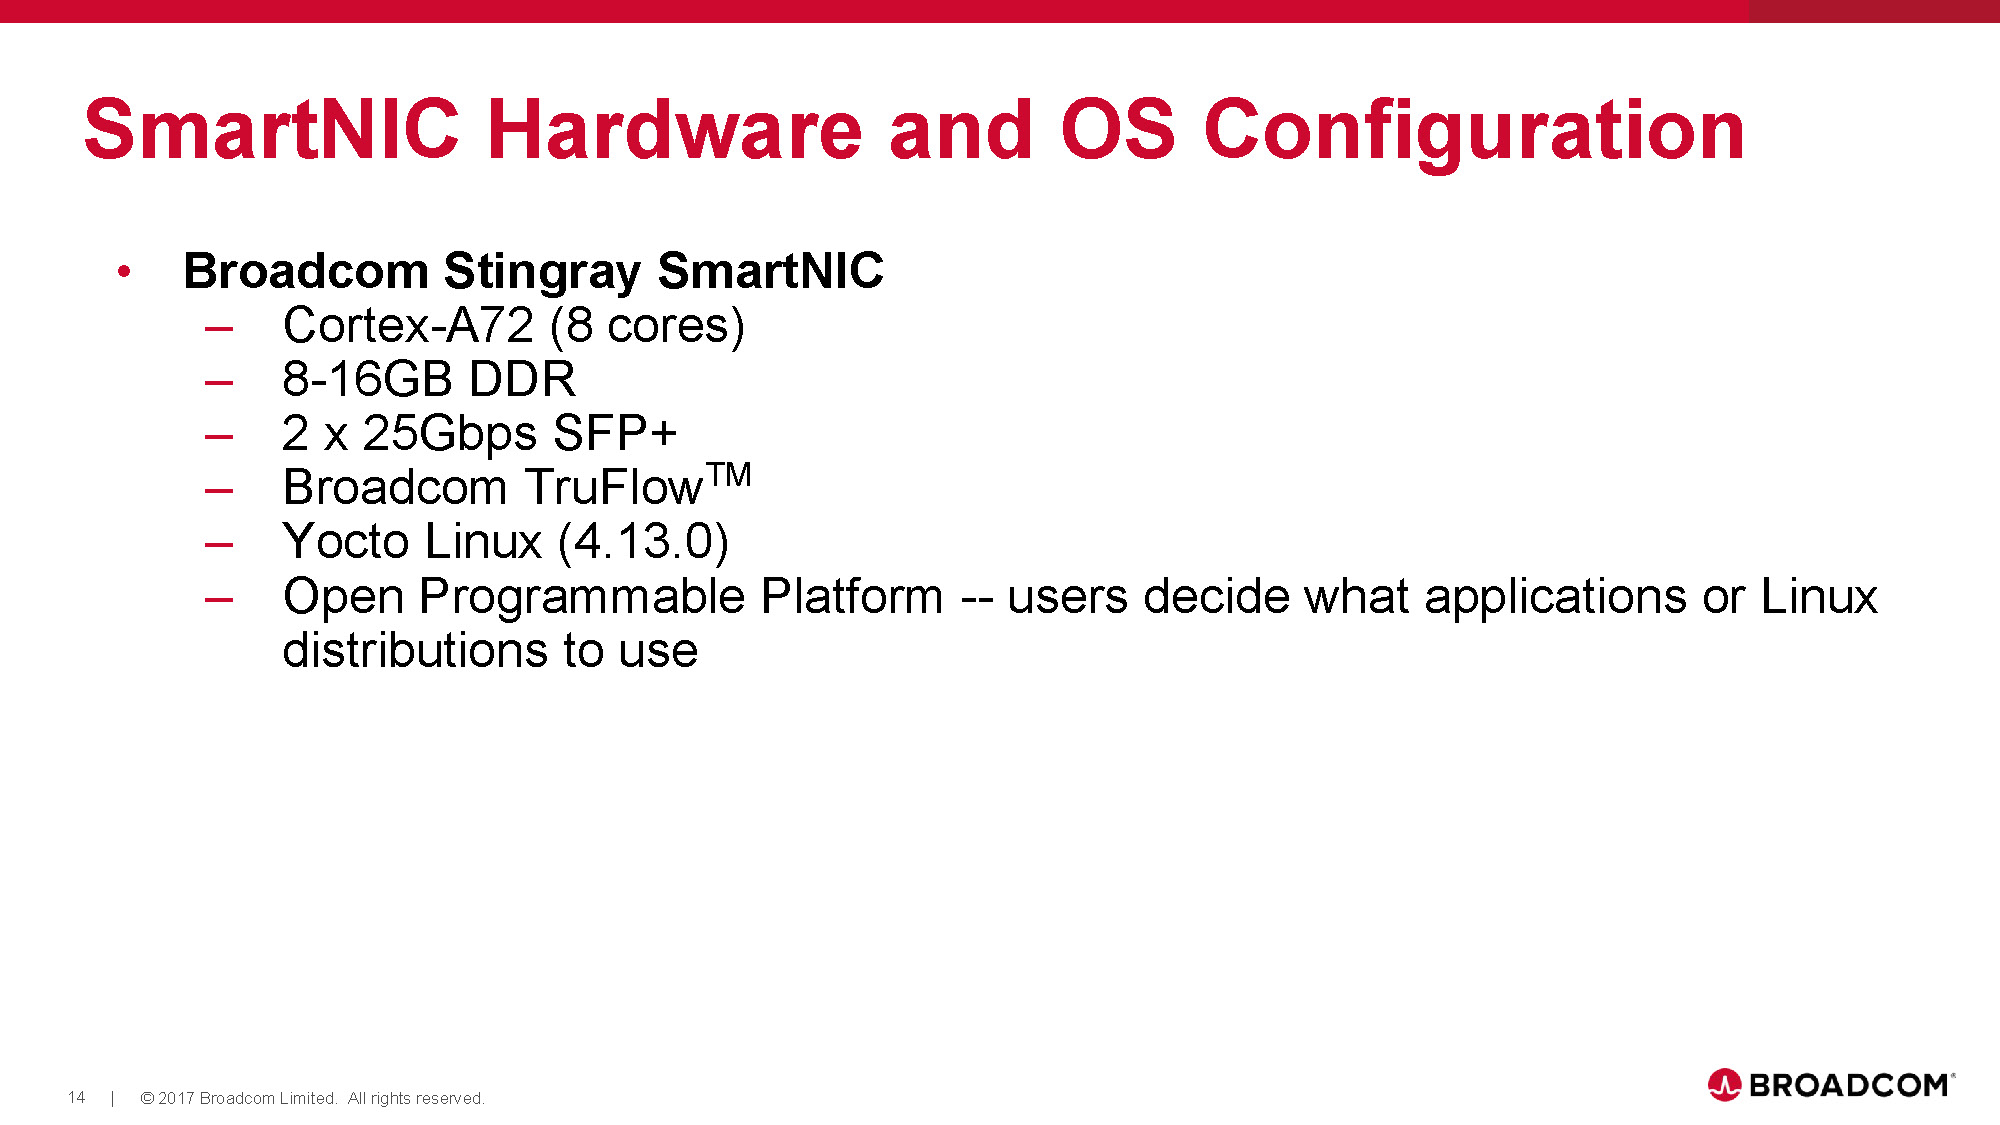 SmartNIC Hardware and OS Configuration
• Broadcom Stingray SmartNIC
– Cortex-A72 (8 cores)
– 8-16GB DDR
– 2 x 25Gbps SFP+
– Broadcom TruFlow™
– Yocto Linux (4.13.0)
– Open Programmable Platform -- users decide what applications or Linux
distributions to use
14 | © 2017 Broadcom Limited. All rights reserved.
BROADCOM®